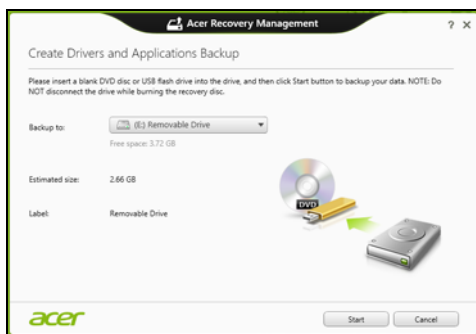 Acer Recovery Management
? ×
Create Drivers and Applications Backup
Please insert a blank DVD disc or USB flash drive into the drive, and then click Start button to backup your data. NOTE: Do
NOT disconnect the drive while burning the recovery disc.
Backup to: (E:) Removable Drive
Free space: 3.72 GB
Estimated size: 2.66 GB
DVD
Label: Removable Drive
acer Start Cancel